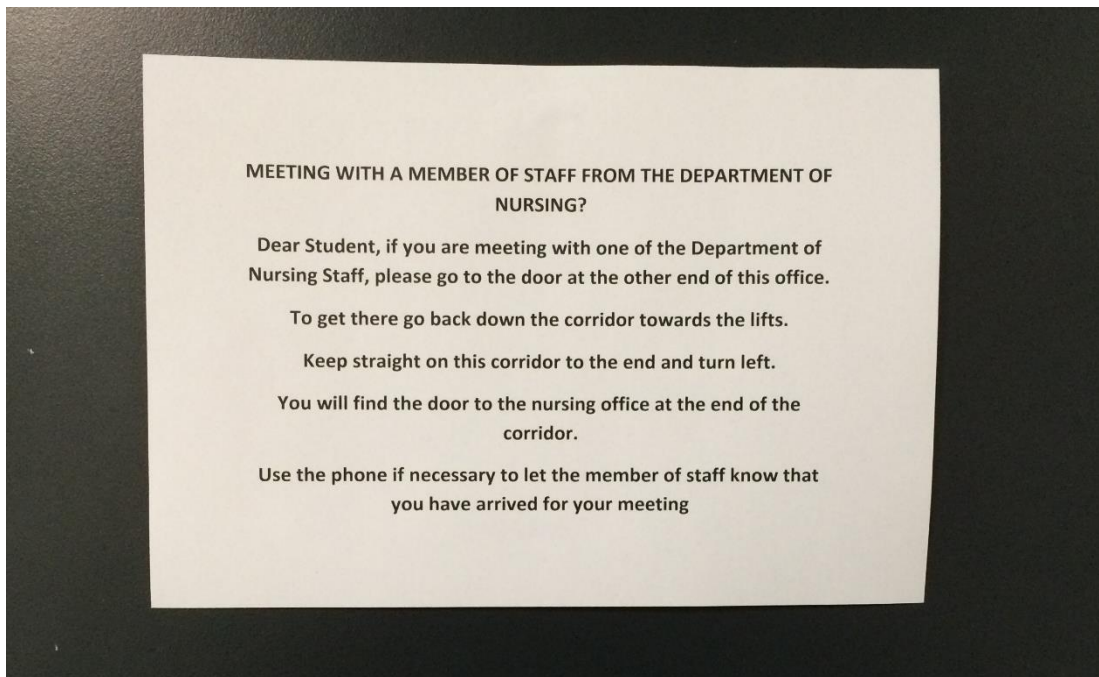 MEETING WITH A MEMBER OF STAFF FROM THE DEPARTMENT OF
NURSING?
Dear Student, if you are meeting with one of the Department of
Nursing Staff, please go to the door at the other end of this office.
To get there go back down the corridor towards the lifts.
Keep straight on this corridor to the end and turn left.
You will find the door to the nursing office at the end of the
corridor.
Use the phone if necessary to let the member of staff know that
you have arrived for your meeting